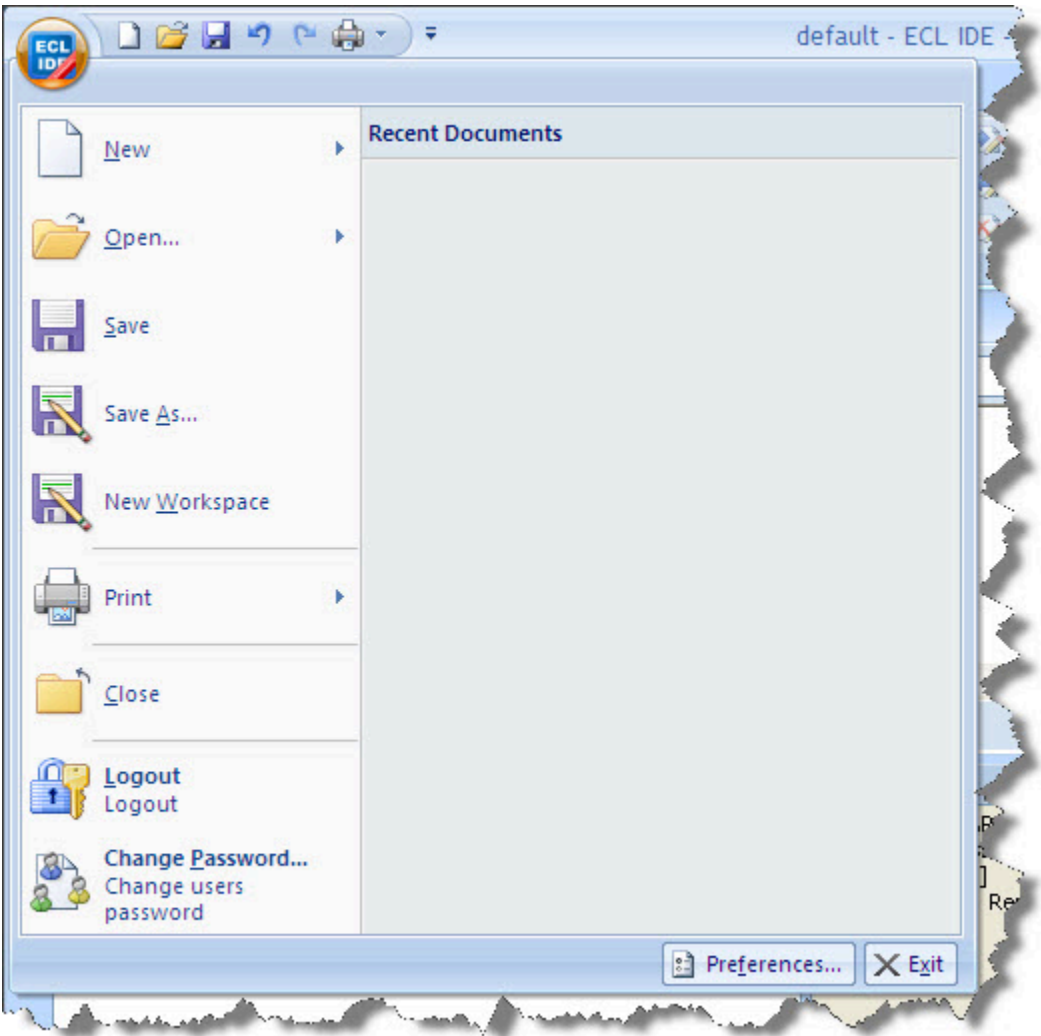 ECL
IDE
default - ECL IDE -
New
Recent Documents
Open...
Save
Save As...
New Workspace
Print
Close
Logout
Logout
Change Password...
Change users
password
Preferences...
Exit